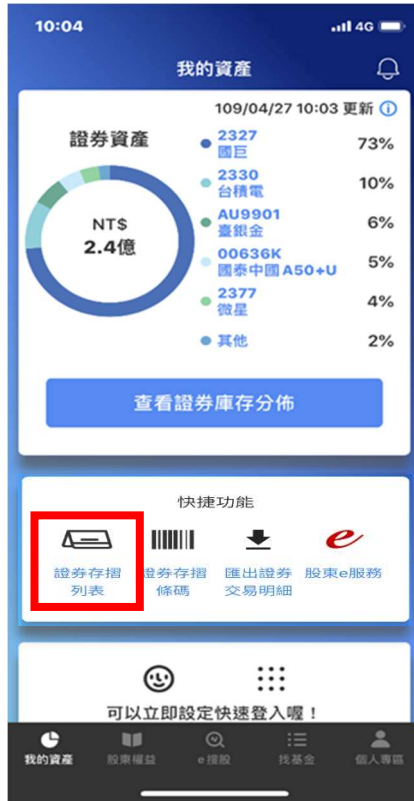 10:04
4G
我的資產
109/04/27 10:03 更新
證券資產
NT$
2.4億
2327 73%
國巨
2330 10%
台積電
AU9901 6%
臺銀金
00636K 5%
國泰中國A50+U
2377 4%
微星
其他 2%
查看證券庫存分佈
快捷功能
證券存摺 證券存摺 匯出證券 股東e服務
列表 條碼 交易明細
可以立即設定快速登入喔！
我的資產 股東權益 e搜股 找基金 個人專區